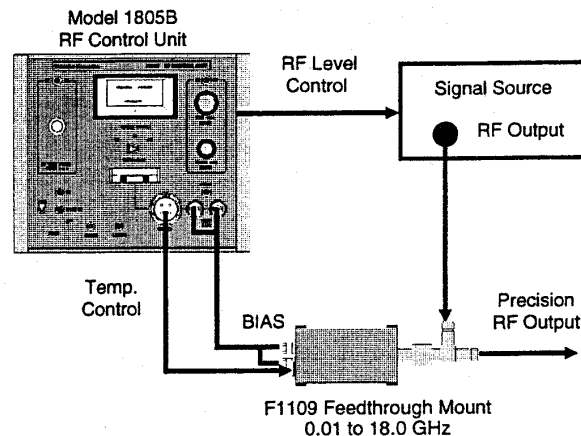 Model 1805B
RF Control Unit
RF Level
Control
Signal Source
RF Output
Temp.
Control
BIAS
Precision
RF Output
F1109 Feedthrough Mount
0.01 to 18.0 GHz